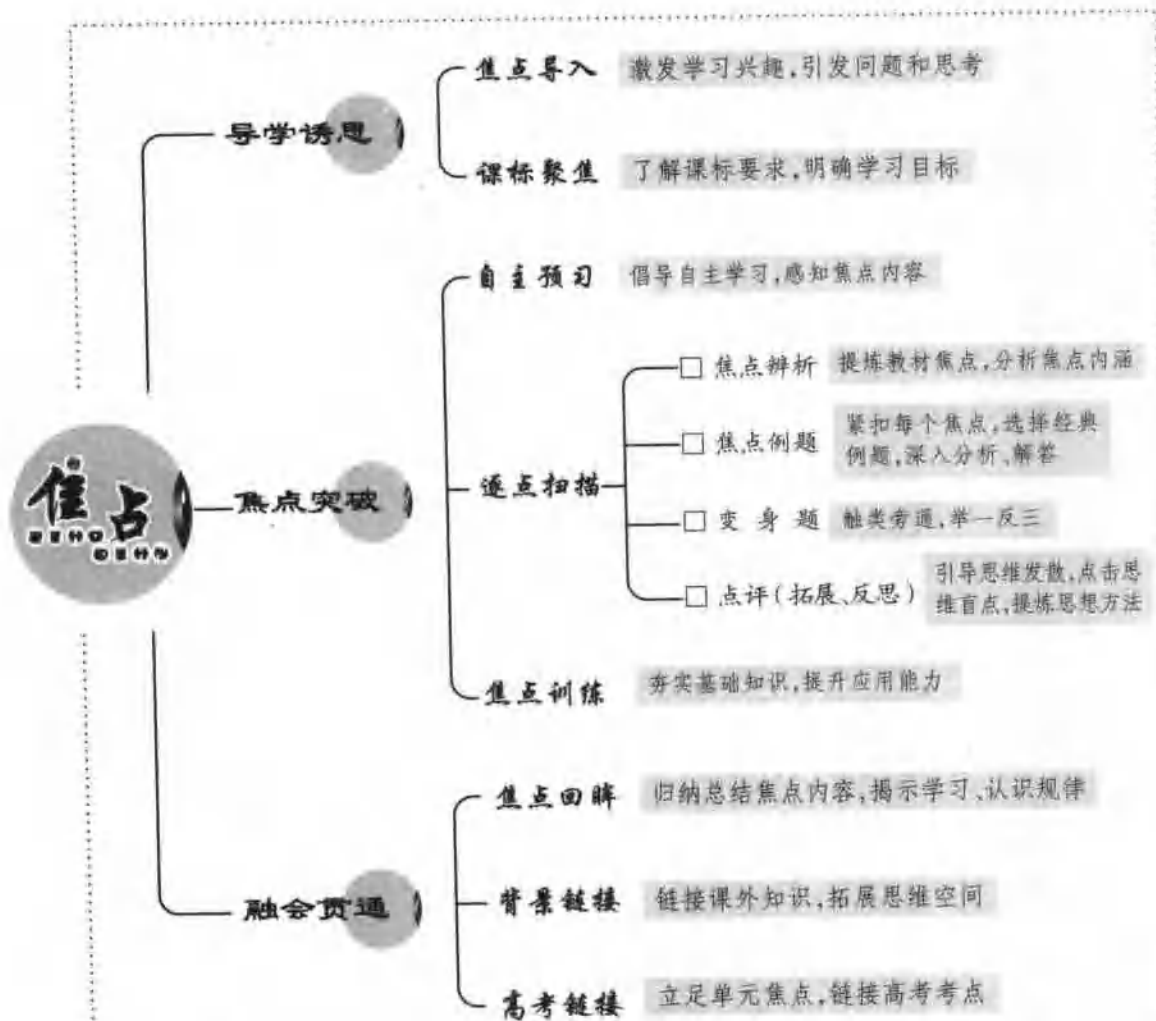 导学诱思
焦点导入 激发学习兴趣,引发问题和思考
课标聚焦 了解课标要求,明确学习目标
焦点
焦点突破
自主预习 倡导自主学习,感知焦点内容
逐点扫描
□ 焦点辨析 提炼教材焦点,分析焦点内涵
□ 焦点例题 紧扣每个焦点,选择经典
例题,深入分析、解答
□ 变身题 触类旁通,举一反三
□ 点评(拓展、反思) 引导思维发散,点击思
维盲点,提炼思想方法
焦点训练 夯实基础知识,提升应用能力
融会贯通
焦点回眸 归纳总结焦点内容,揭示学习、认识规律
背景链接 链接课外知识,拓展思维空间
高考链接 立足单元焦点,链接高考考点